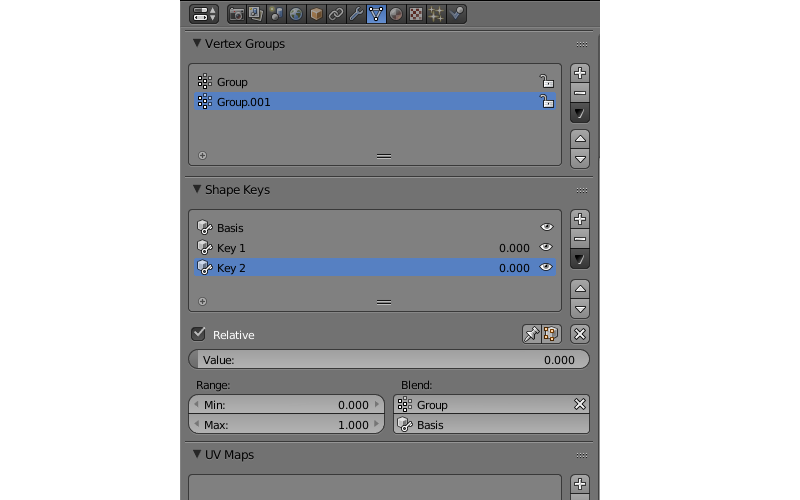 Vertex Groups
Group
Group.001
Shape Keys
Basis
Key 1 0.000
Key 2 0.000
Relative
Value: 0.000
Range: Blend:
Min: 0.000 Group
Max: 1.000 Basis
UV Maps